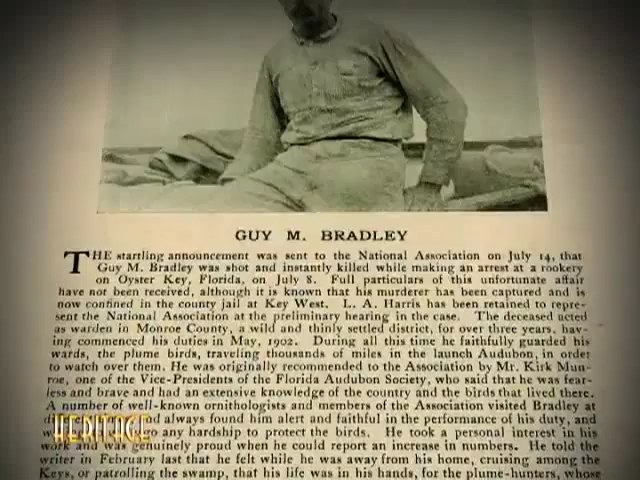 GUY M. BRADLEY
THE startling announcement was sent to the National Association on July 14, that
Guy M. Bradley was shot and instantly killed while making an arrest at a rookery
on Oyster Key, Florida, on July 8. Full particulars of this unfortunate affair
have not been received, although it is known that his murderer has been captured and is
now confined in the county jail at Key West. L. A. Harris has been retained to repre-
sent the National Association at the preliminary hearing in the case. The deceased acted
as warden in Monroe County, a wild and thinly settled district, for over three years, hav-
ing commenced his duties in May, 1902. During all this time he faithfully guarded his
wards, the plume birds, traveling thousands of miles in the launch Audubon, in order
to watch over them. He was originally recommended to the Association by Mr. Kirk Mun-
roe, one of the Vice-Presidents of the Florida Audubon Society, who said that he was fear-
less and brave and had an extensive knowledge of the country and the birds that lived there.
A number of well-known ornithologists and members of the Association visited Bradley at
always found him alert and faithful in the performance of his duty, and
any hardship to protect the birds. He took a personal interest in his
work and was genuinely proud when he could report an increase in numbers. He told the
writer in February last that he felt while he was away from his home, cruising among the
Keys, or patrolling the swamp, that his life was in his hands, for the plume-hunters, whose
HERITAGE